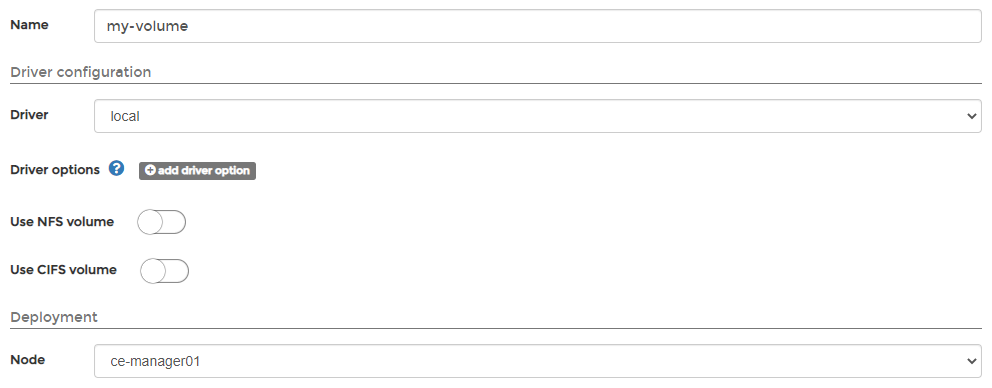 Name my-volume
Driver configuration
Driver local
Driver options ? add driver option
Use NFS volume
Use CIFS volume
Deployment
Node ce-manager01